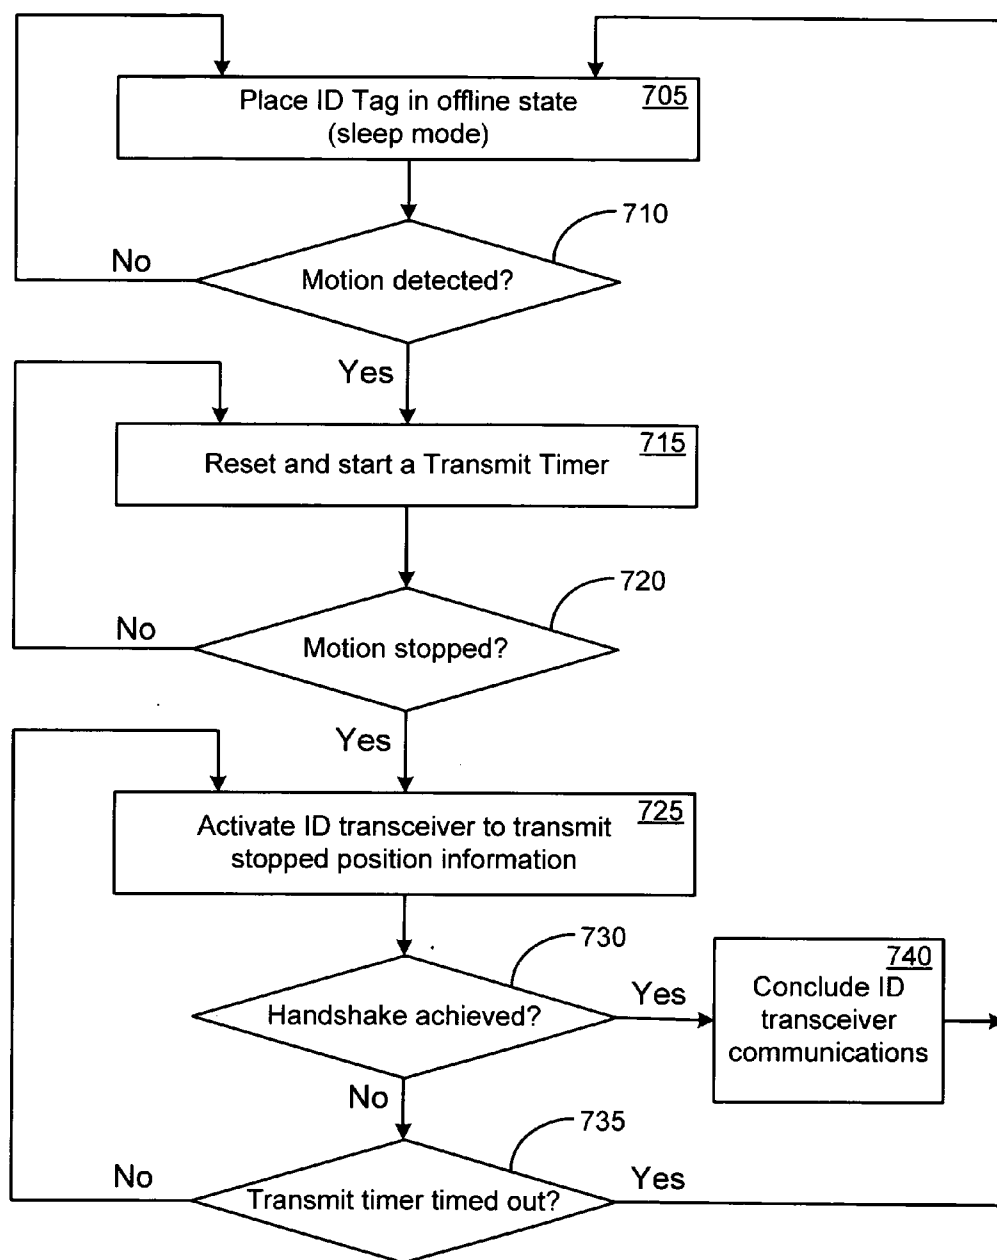 705
Place ID Tag in offline state
(sleep mode)
710
No
Motion detected?
Yes
715
Reset and start a Transmit Timer
720
No
Motion stopped?
Yes
725
Activate ID transceiver to transmit
stopped position information
730
740
Handshake achieved?
Yes
Conclude ID
transceiver
communications
No
735
No
Transmit timer timed out?
Yes